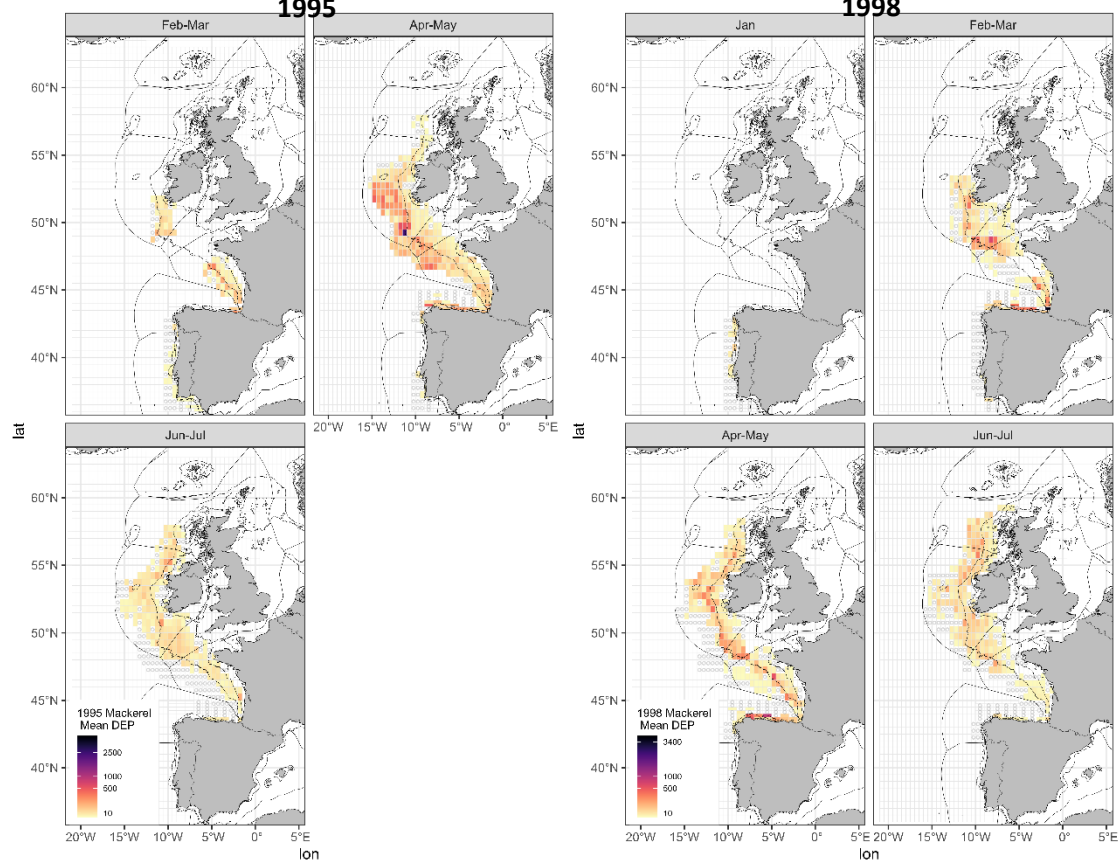 1995
1998
Feb-Mar
Apr-May
Jan
Feb-Mar
60°N
55°N
50°N
45°N
40°N
60°N
55°N
50°N
45°N
40°N
20°W 15°W 10°W 5°W 0° 5°E
lat
lat
Jun-Jul
Apr-May
Jun-Jul
60°N
55°N
50°N
45°N
40°N
60°N
55°N
50°N
45°N
40°N
1995 Mackerel
Mean DEP
2500
1000
500
10
1998 Mackerel
Mean DEP
3400
1000
500
10
20°W 15°W 10°W 5°W 0° 5°E
20°W 15°W 10°W 5°W 0° 5°E
20°W 15°W 10°W 5°W 0° 5°E
lon
lon